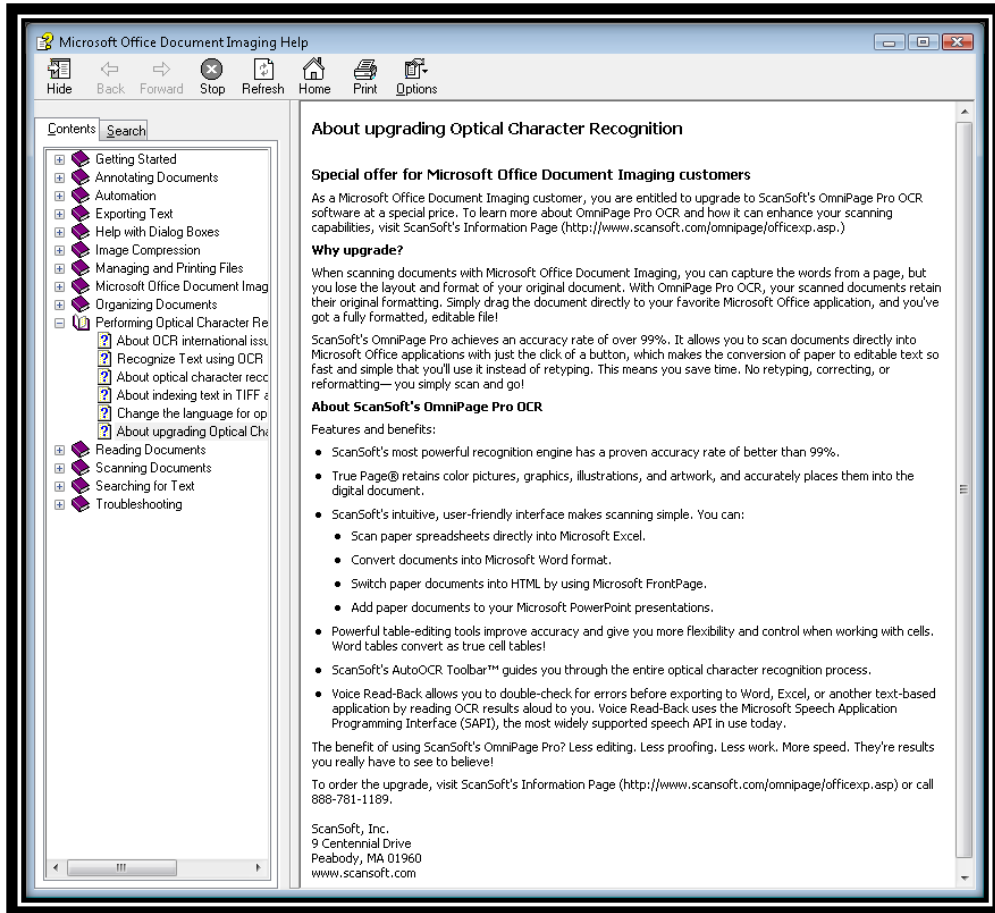 Microsoft Office Document Imaging Help
Hide Back Forward Stop Refresh Home Print Options
Contents Search
Getting Started
Annotating Documents
Automation
Exporting Text
Help with Dialog Boxes
Image Compression
Managing and Printing Files
Microsoft Office Document Imag
Organizing Documents
Performing Optical Character Re
About OCR international issu
Recognize Text using OCR
About optical character reco
About indexing text in TIFF a
Change the language for op
About upgrading Optical Cha
Reading Documents
Scanning Documents
Searching for Text
Troubleshooting
About upgrading Optical Character Recognition
Special offer for Microsoft Office Document Imaging customers
As a Microsoft Office Document Imaging customer, you are entitled to upgrade to ScanSoft's OmniPage Pro OCR
software at a special price. To learn more about OmniPage Pro OCR and how it can enhance your scanning
capabilities, visit ScanSoft's Information Page (http://www.scansoft.com/omnipage/officexp.asp.)
Why upgrade?
When scanning documents with Microsoft Office Document Imaging, you can capture the words from a page, but
you lose the layout and format of your original document. With OmniPage Pro OCR, your scanned documents retain
their original formatting. Simply drag the document directly to your favorite Microsoft Office application, and you've
got a fully formatted, editable file!
ScanSoft's OmniPage Pro achieves an accuracy rate of over 99%. It allows you to scan documents directly into
Microsoft Office applications with just the click of a button, which makes the conversion of paper to editable text so
fast and simple that you'll use it instead of retyping. This means you save time. No retyping, correcting, or
reformatting— you simply scan and go!
About ScanSoft's OmniPage Pro OCR
Features and benefits:
• ScanSoft's most powerful recognition engine has a proven accuracy rate of better than 99%.
• True Page® retains color pictures, graphics, illustrations, and artwork, and accurately places them into the
digital document.
• ScanSoft's intuitive, user-friendly interface makes scanning simple. You can:
• Scan paper spreadsheets directly into Microsoft Excel.
• Convert documents into Microsoft Word format.
• Switch paper documents into HTML by using Microsoft FrontPage.
• Add paper documents to your Microsoft PowerPoint presentations.
• Powerful table-editing tools improve accuracy and give you more flexibility and control when working with cells.
Word tables convert as true cell tables!
• ScanSoft's AutoOCR Toolbar™ guides you through the entire optical character recognition process.
• Voice Read-Back allows you to double-check for errors before exporting to Word, Excel, or another text-based
application by reading OCR results aloud to you. Voice Read-Back uses the Microsoft Speech Application
Programming Interface (SAPI), the most widely supported speech API in use today.
The benefit of using ScanSoft's OmniPage Pro? Less editing. Less proofing. Less work. More speed. They're results
you really have to see to believe!
To order the upgrade, visit ScanSoft's Information Page (http://www.scansoft.com/omnipage/officexp.asp) or call
888-781-1189.
ScanSoft, Inc.
9 Centennial Drive
Peabody, MA 01960
www.scansoft.com